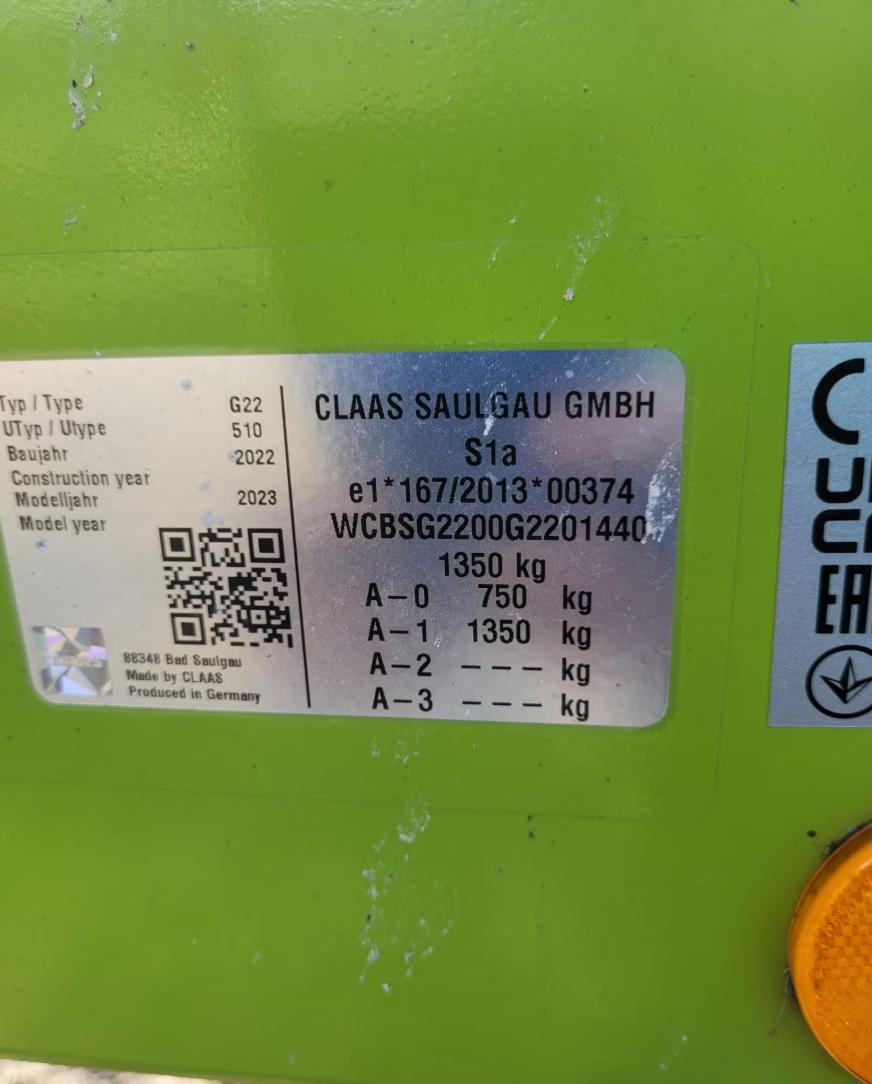 Typ / Type G22
UTyp / Utype 510
Baujahr 2022
Construction year
Modelljahr 2023
Model year
88348 Bad Saulgau
Made by CLAAS
Produced in Germany
CLAAS SAULGAU GMBH
S1a
e1*167/2013*00374
WCBSG2200G2201440
1350 kg
A-0 750 kg
A-1 1350 kg
A-2 --- kg
A-3 --- kg